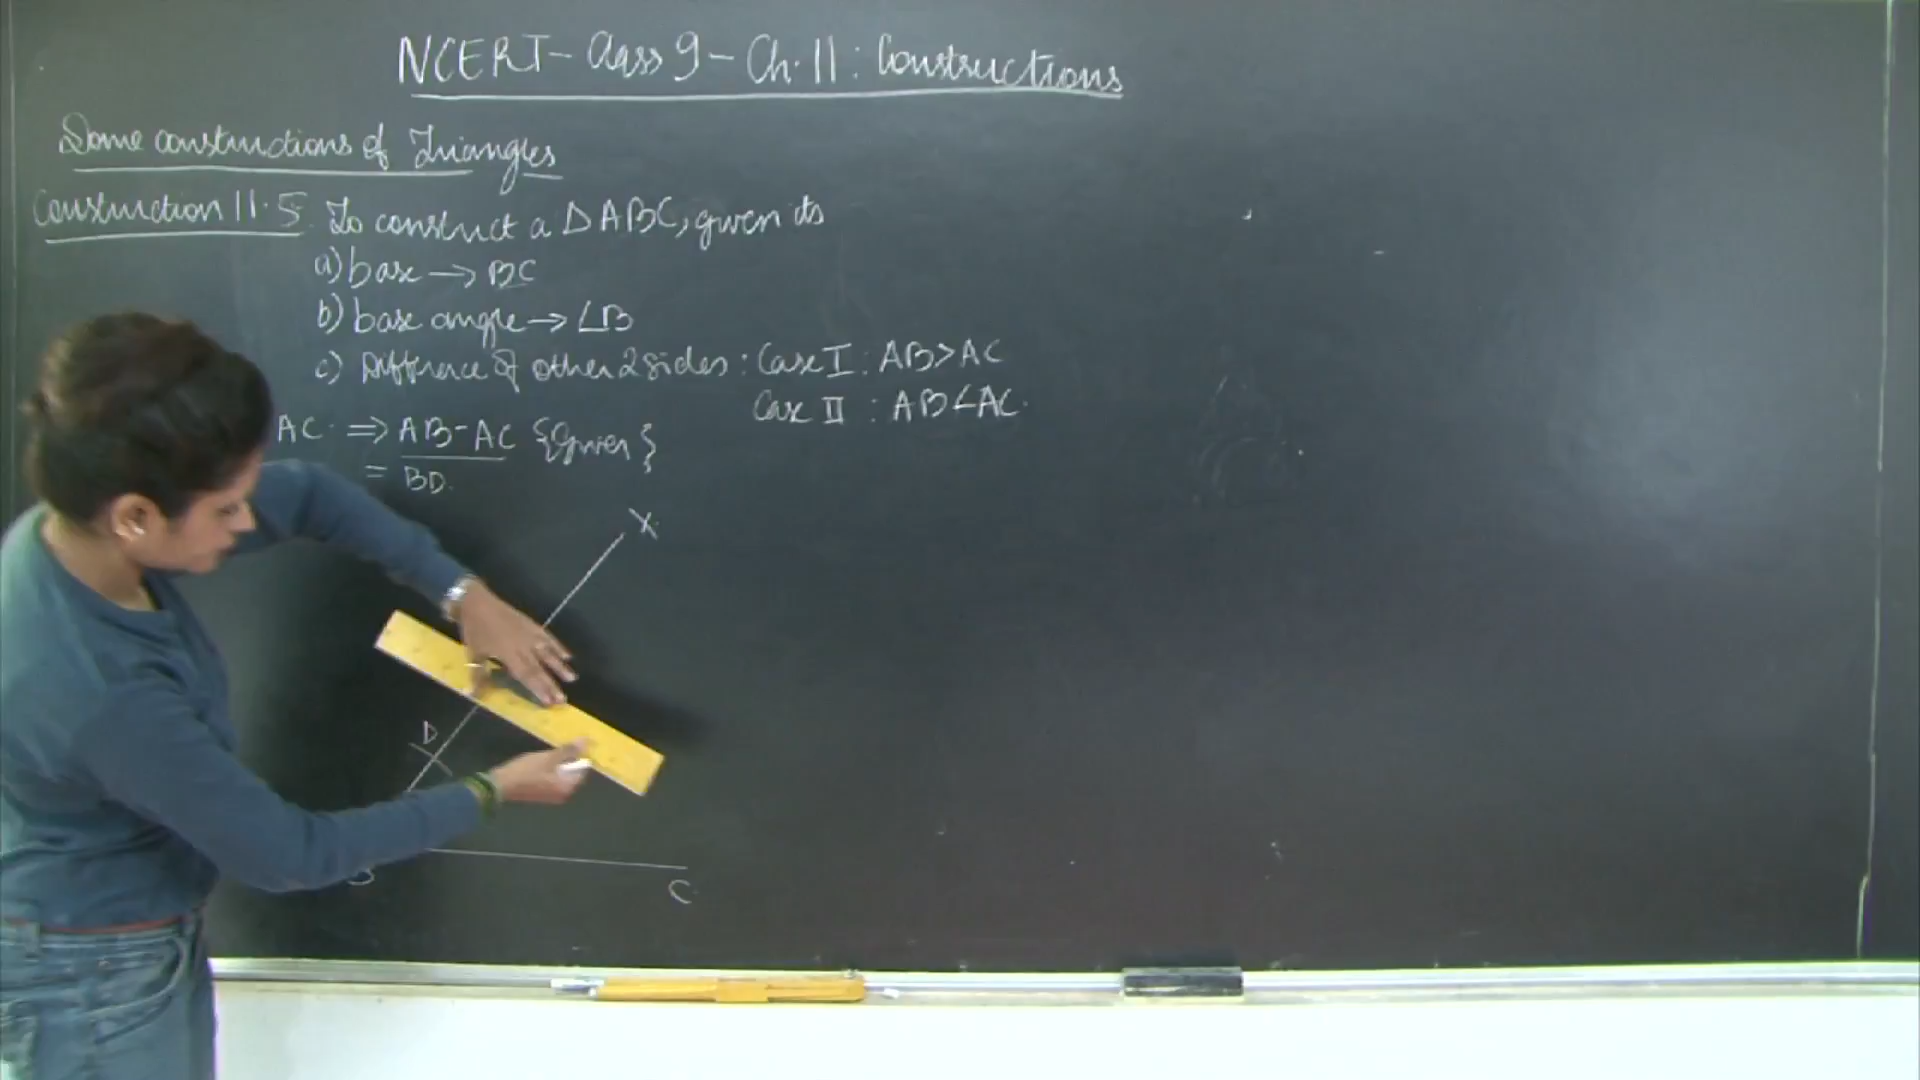 NCERT - Class 9 - Ch. 11 : Constructions
Some constructions of Triangles
Construction 11.5 To construct a △ ABC, given its
a) base → BC
b) base angle → ∠B
c) Difference of other 2 sides : Case I : AB > AC
Case II : AB < AC.
AC ⇒ AB - AC {Given}
= BD.
X
D
B
C